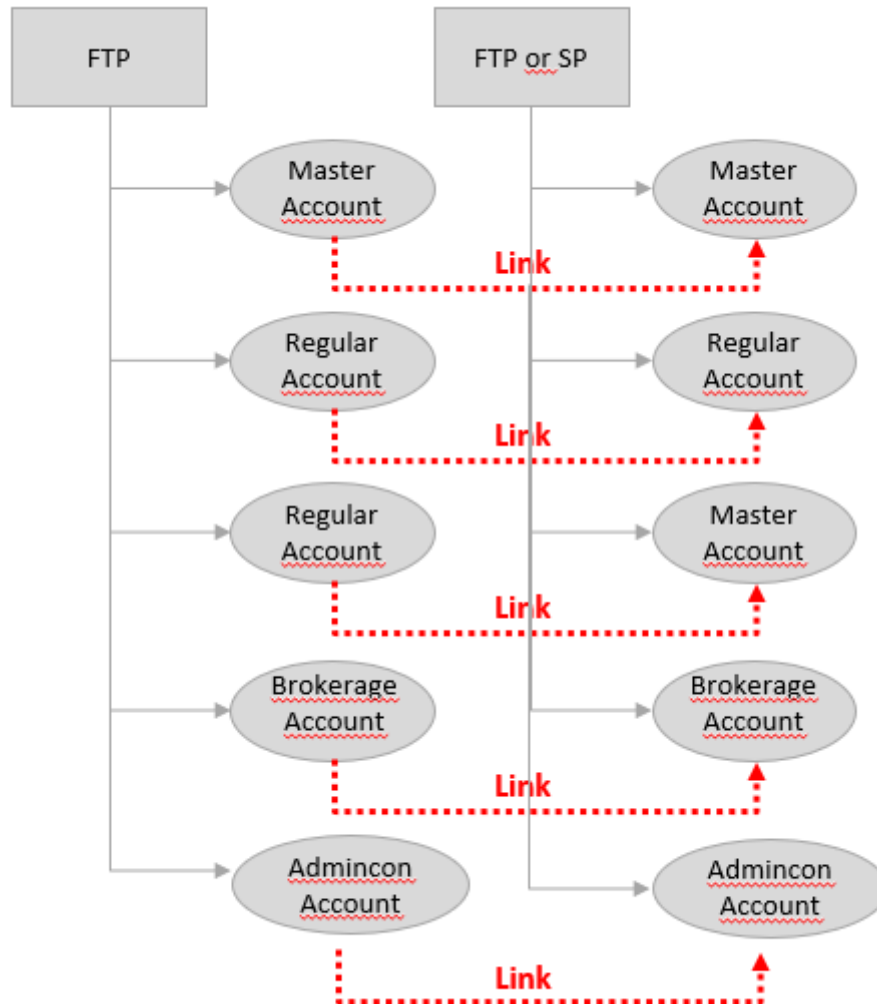 FTP
FTP or SP
Master
Account
Master
Account
Link
Regular
Account
Regular
Account
Link
Regular
Account
Master
Account
Link
Brokerage
Account
Brokerage
Account
Link
Admincon
Account
Admincon
Account
Link